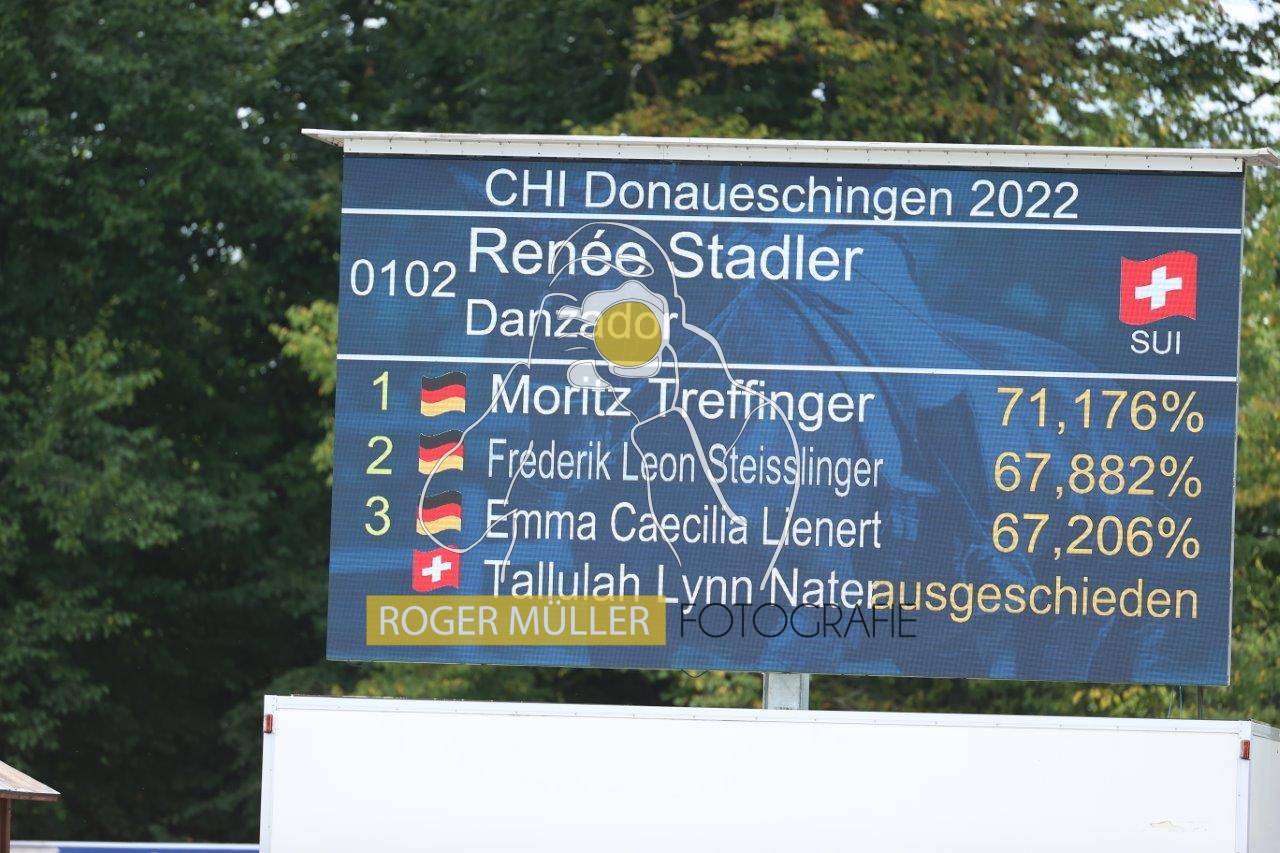 CHI Donaueschingen 2022
0102 Renée Stadler
Danzador
SUI
1 Moritz Treffinger 71,176%
2 Frederik Leon Steisslinger 67,882%
3 Emma Caecilia Lienert 67,206%
Tallulah Lynn Nater ausgeschieden
ROGER MÜLLER FOTOGRAFIE